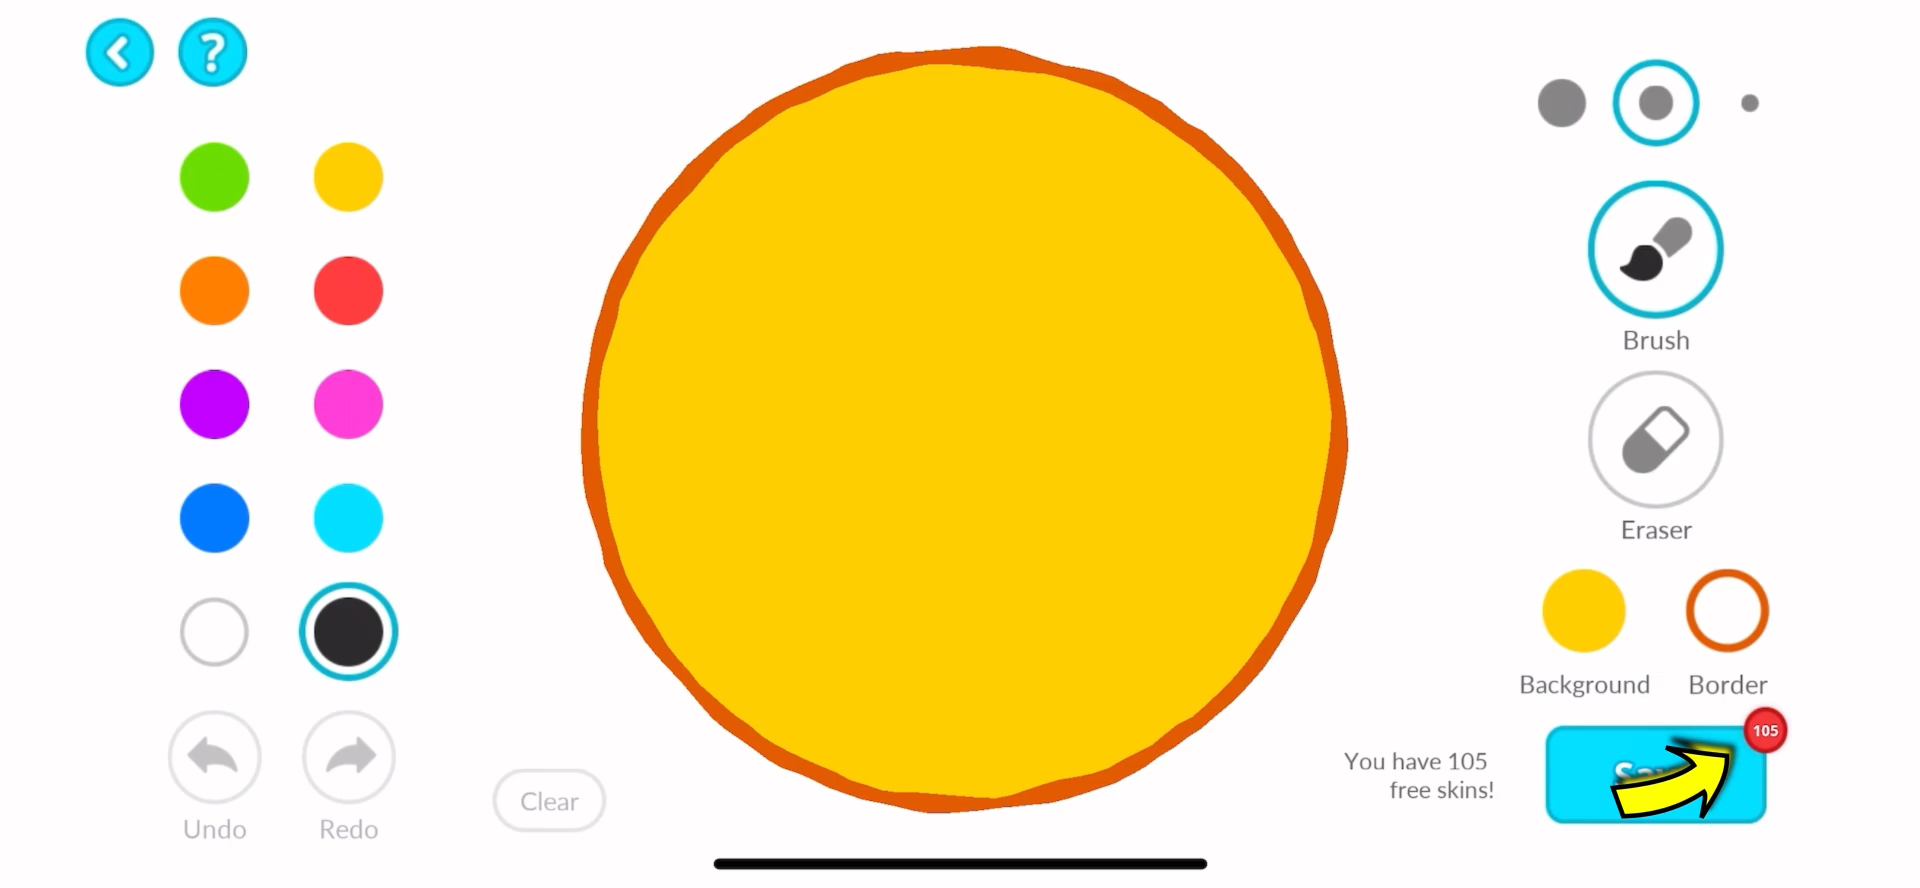 ?
Brush
Eraser
Background Border
105
You have 105
free skins!
Clear
Undo Redo